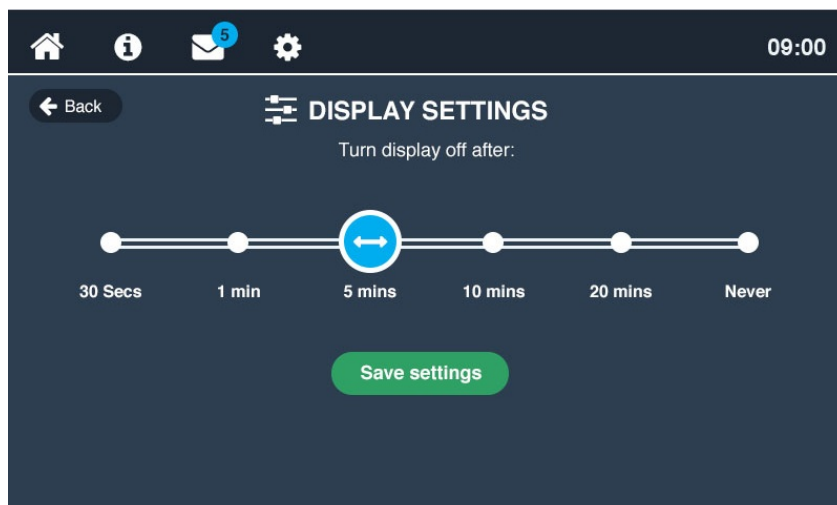 5
09:00
Back
DISPLAY SETTINGS
Turn display off after:
30 Secs 1 min 5 mins 10 mins 20 mins Never
Save settings